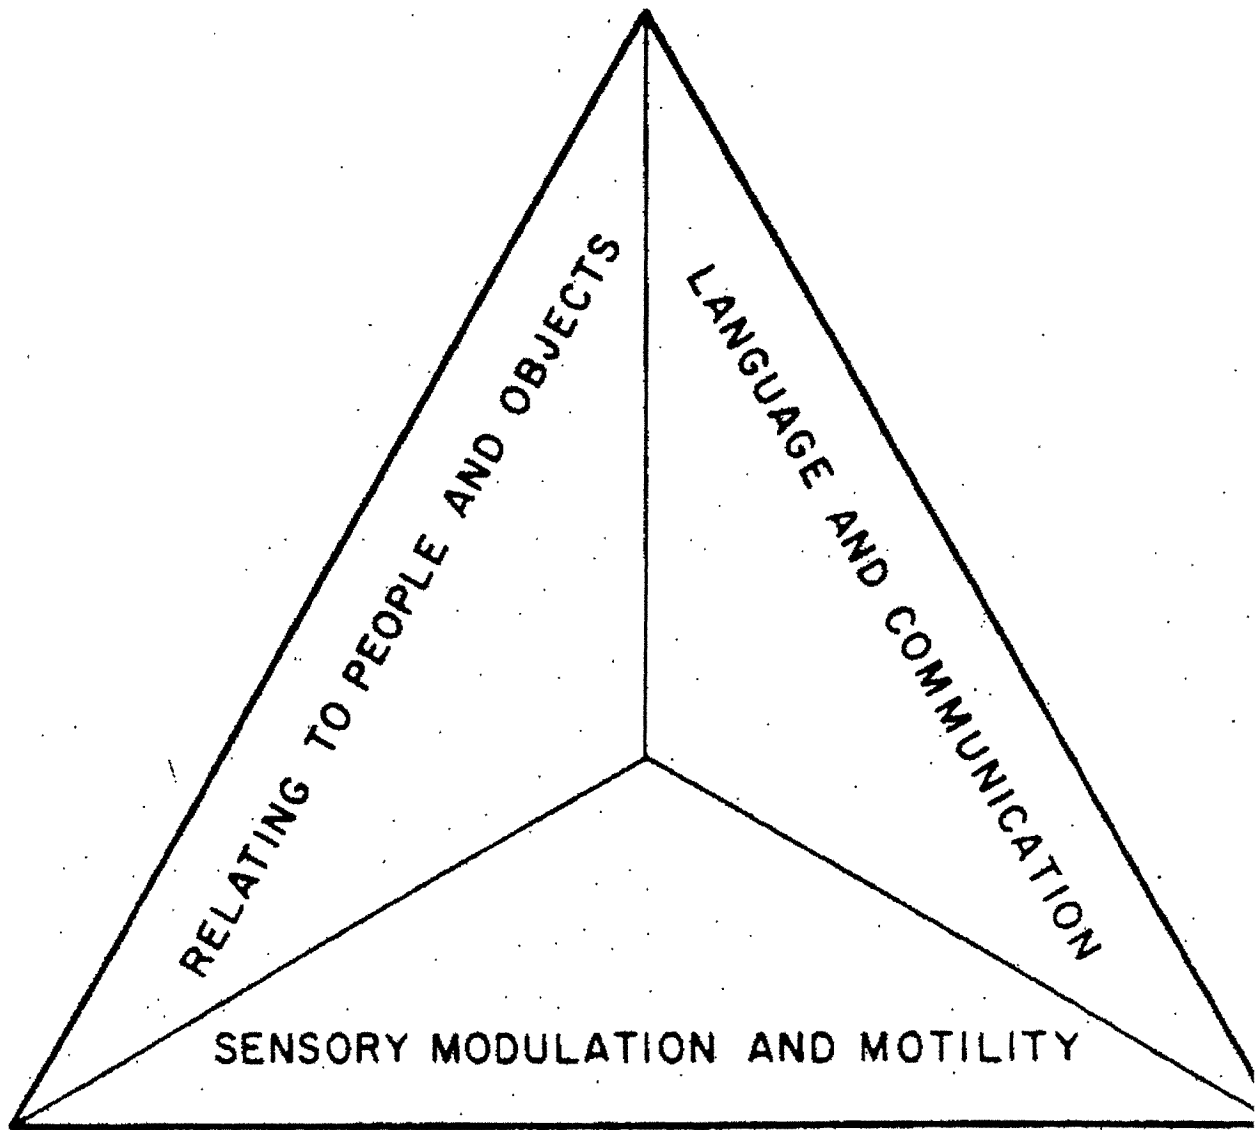 RELATING TO PEOPLE AND OBJECTS
LANGUAGE AND COMMUNICATION
SENSORY MODULATION AND MOTILITY